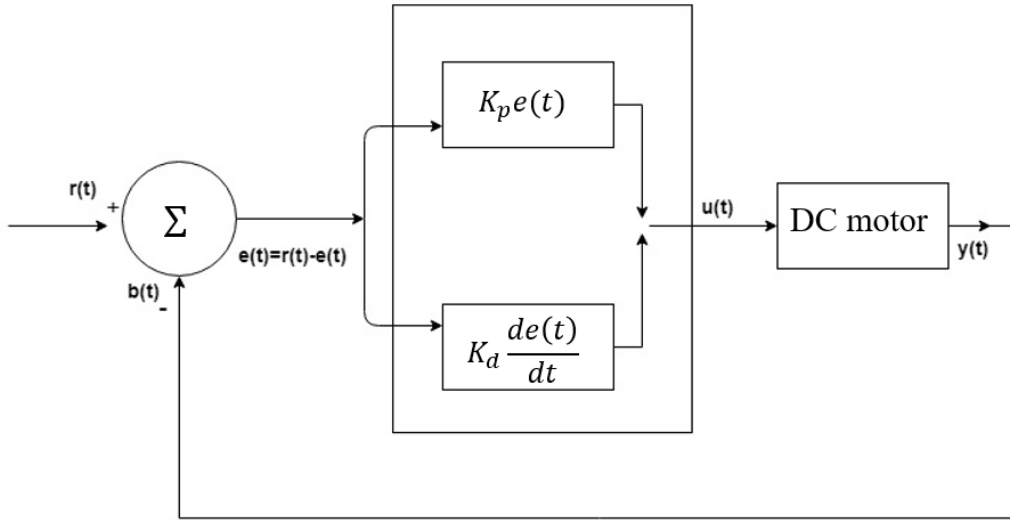 K_p e(t)
r(t)
+
Σ
e(t)=r(t)-e(t)
b(t)
-
u(t)
DC motor
y(t)
K_d de(t)/dt